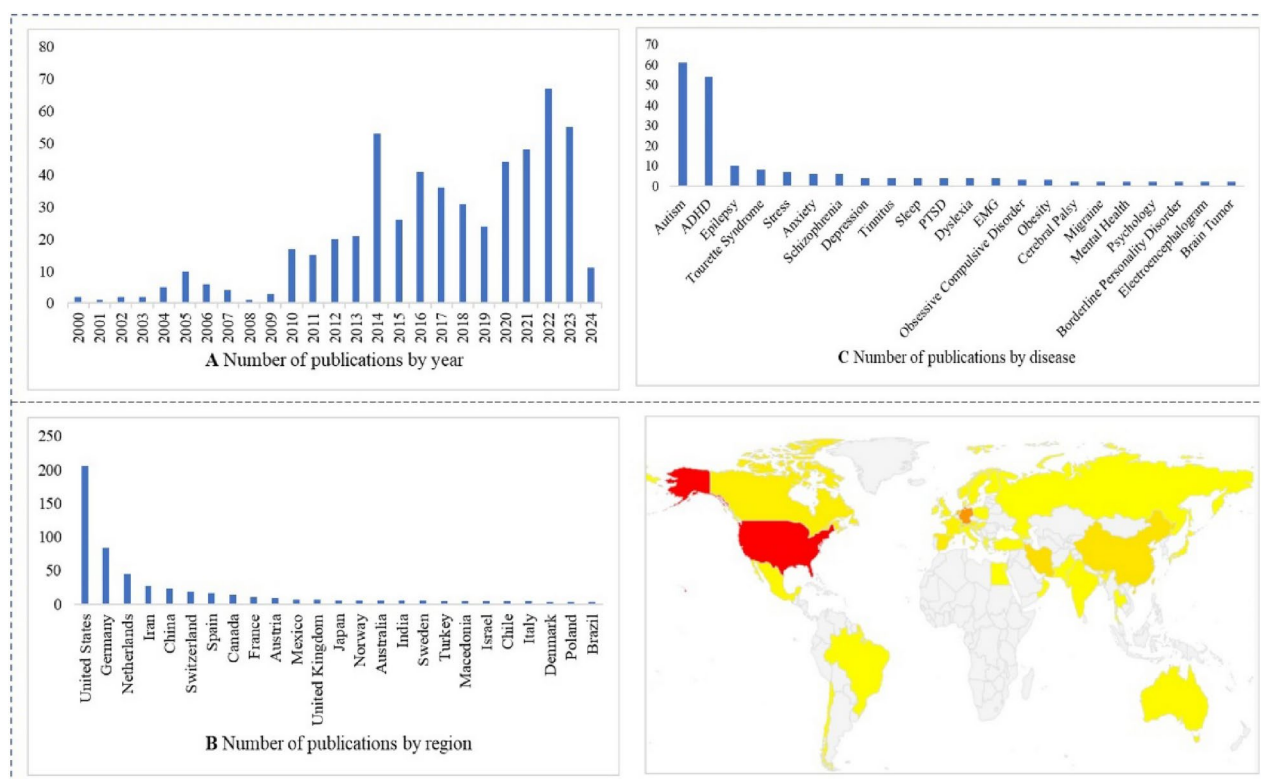 80
70
60
50
40
30
20
10
0
2000
2001
2002
2003
2004
2005
2006
2007
2008
2009
2010
2011
2012
2013
2014
2015
2016
2017
2018
2019
2020
2021
2022
2023
2024
A Number of publications by year
70
60
50
40
30
20
10
0
Autism
ADHD
Epilepsy
Tourette Syndrome
Stress
Anxiety
Schizophrenia
Depression
Tinnitus
Sleep
PTSD
Dyslexia
EMG
Obsessive Compulsive Disorder
Obesity
Cerebral Palsy
Migraine
Mental Health
Psychology
Borderline Personality Disorder
Electroencephalogram
Brain Tumor
C Number of publications by disease
250
200
150
100
50
0
United States
Germany
Netherlands
Iran
China
Switzerland
Spain
Canada
France
Austria
Mexico
United Kingdom
Japan
Norway
Australia
India
Sweden
Turkey
Macedonia
Israel
Chile
Italy
Denmark
Poland
Brazil
B Number of publications by region